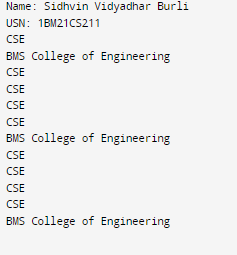 Name: Sidhvin Vidyadhar Burli
USN: 1BM21CS211
CSE
BMS College of Engineering
CSE
CSE
CSE
CSE
BMS College of Engineering
CSE
CSE
CSE
CSE
BMS College of Engineering